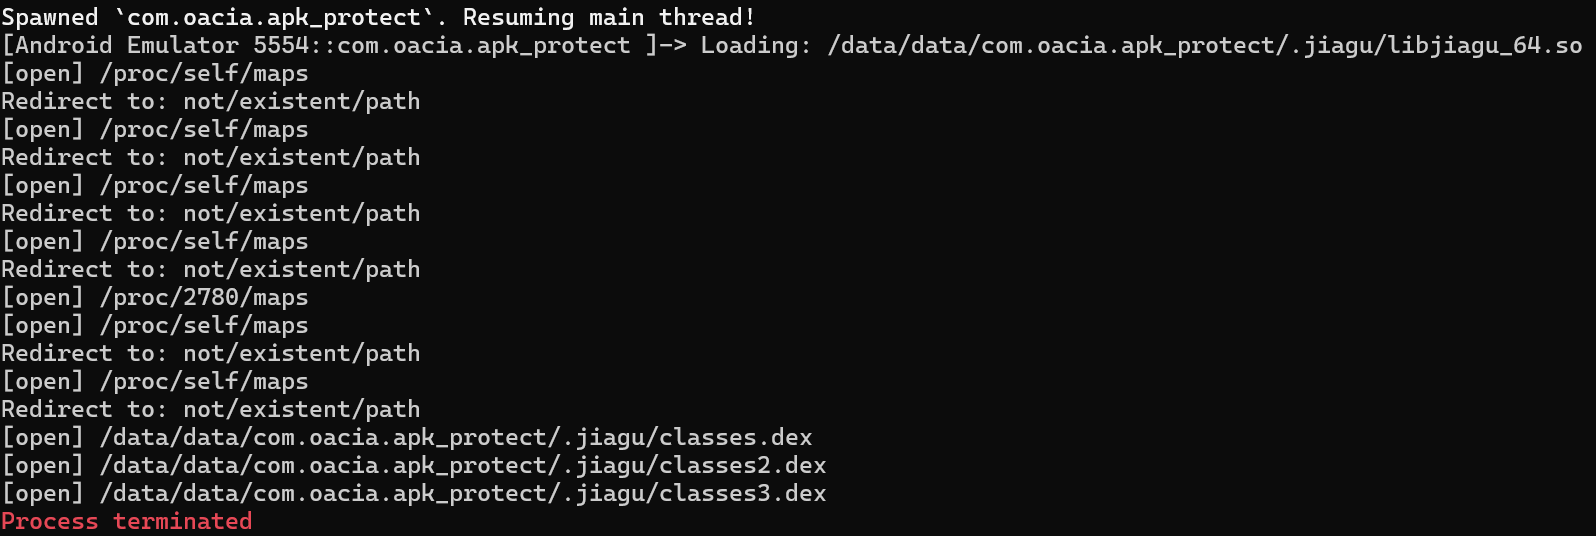 Spawned `com.oacia.apk_protect`. Resuming main thread!
[Android Emulator 5554::com.oacia.apk_protect ]-> Loading: /data/data/com.oacia.apk_protect/.jiagu/libjiagu_64.so
[open] /proc/self/maps
Redirect to: not/existent/path
[open] /proc/self/maps
Redirect to: not/existent/path
[open] /proc/self/maps
Redirect to: not/existent/path
[open] /proc/self/maps
Redirect to: not/existent/path
[open] /proc/2780/maps
[open] /proc/self/maps
Redirect to: not/existent/path
[open] /proc/self/maps
Redirect to: not/existent/path
[open] /data/data/com.oacia.apk_protect/.jiagu/classes.dex
[open] /data/data/com.oacia.apk_protect/.jiagu/classes2.dex
[open] /data/data/com.oacia.apk_protect/.jiagu/classes3.dex
Process terminated